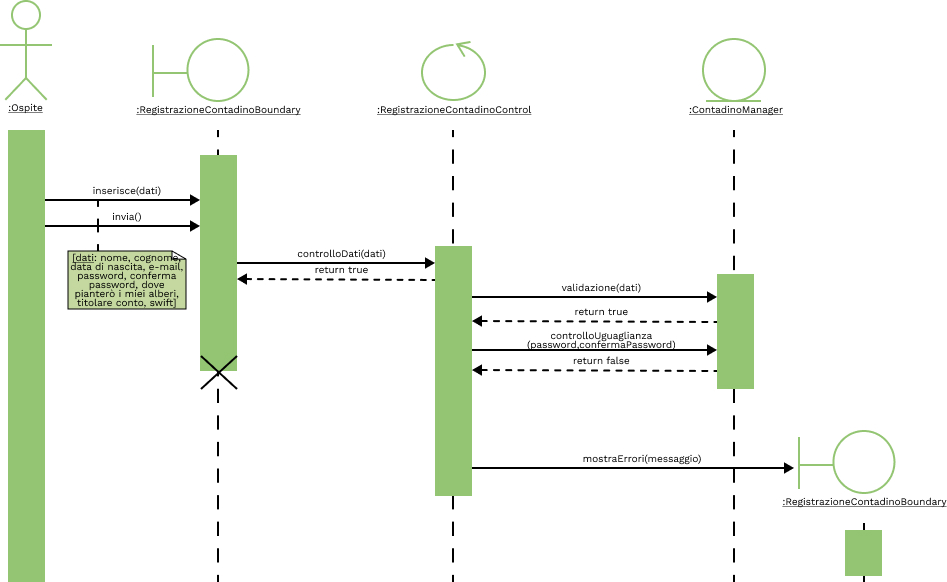 :Ospite
:RegistrazioneContadinoBoundary
:RegistrazioneContadinoControl
:ContadinoManager
inserisce(dati)
invia()
[dati: nome, cognome,
data di nascita, e-mail,
password, conferma
password, dove
pianterò i miei alberi,
titolare conto, swift]
controlloDati(dati)
return true
validazione(dati)
return true
controlloUguaglianza
(password,confermaPassword)
return false
mostraErrori(messaggio)
:RegistrazioneContadinoBoundary